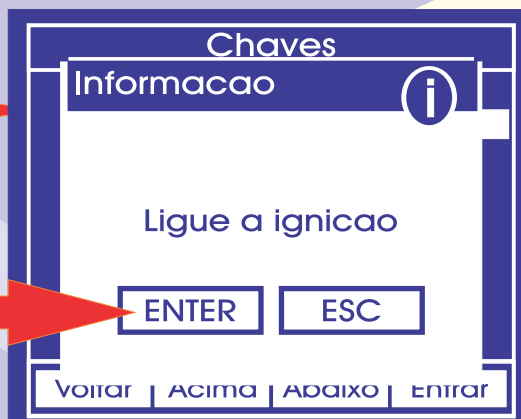 Chaves
Informacao
i
Ligue a ignicao
ENTER ESC
Voltar Acima Abaixo Entrar